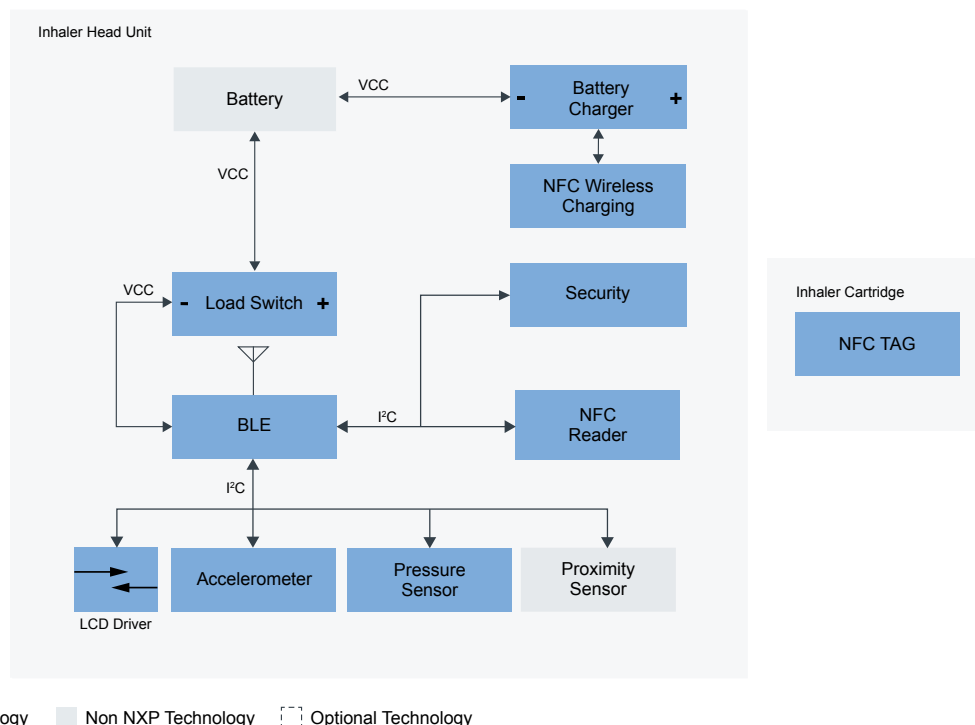 Inhaler Head Unit
Battery
VCC
- Battery +
Charger
VCC
NFC Wireless
Charging
VCC
- Load Switch +
Security
Inhaler Cartridge
NFC TAG
BLE
I²C
NFC
Reader
I²C
Accelerometer
Pressure
Sensor
Proximity
Sensor
LCD Driver
ology
Non NXP Technology
Optional Technology